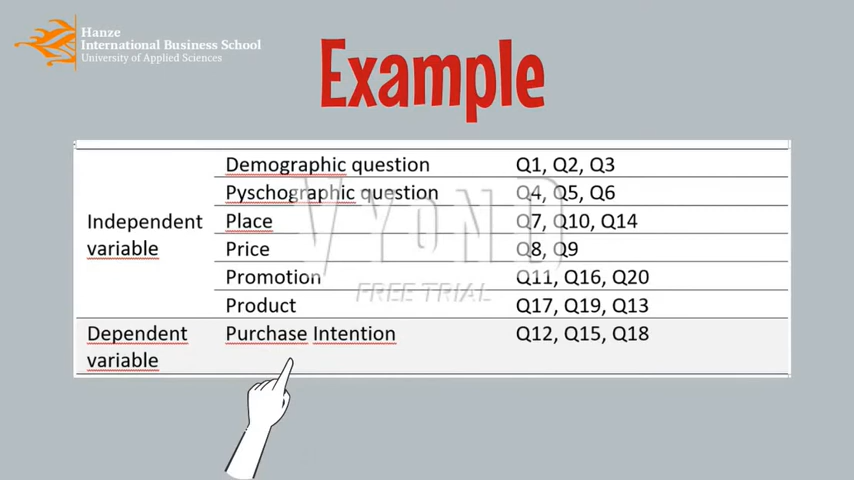 Hanze
International Business School
University of Applied Sciences
Example
Demographic question Q1, Q2, Q3
Pyschographic question Q4, Q5, Q6
Independent variable
Place Q7, Q10, Q14
Price Q8, Q9
Promotion Q11, Q16, Q20
Product Q17, Q19, Q13
Dependent variable
Purchase Intention Q12, Q15, Q18
VYOND
FREE TRIAL